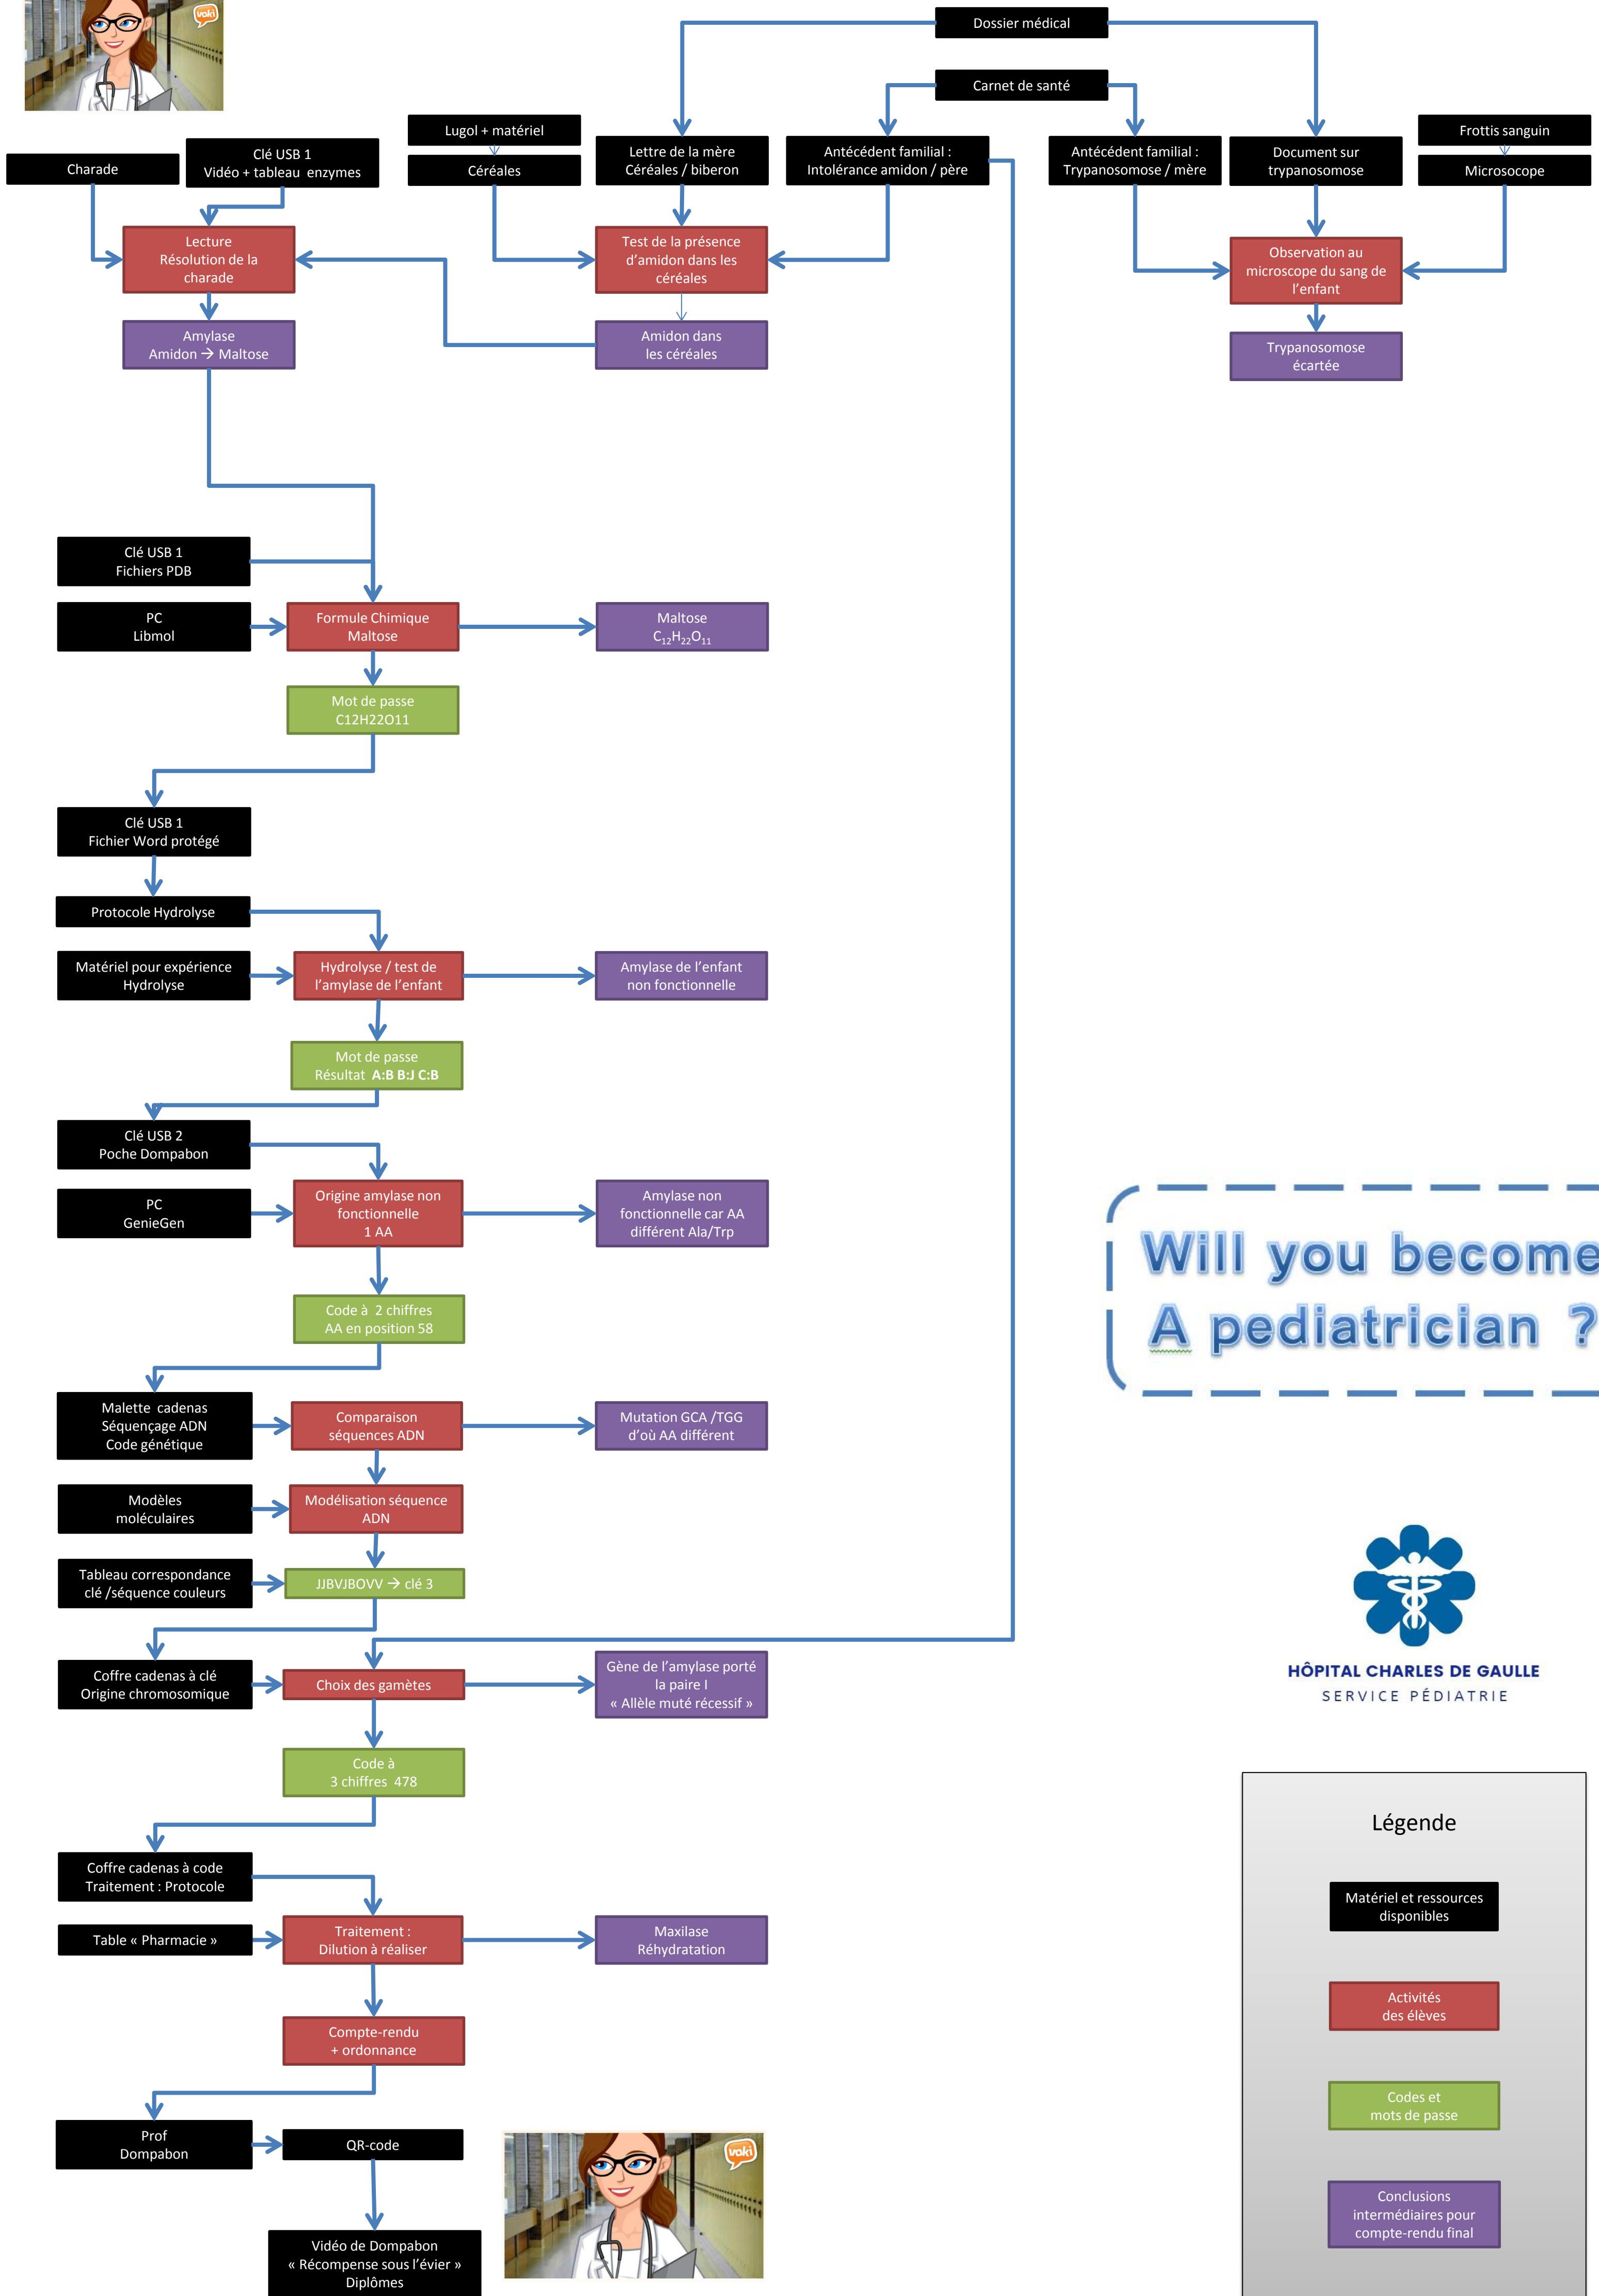 voki
Dossier médical
Carnet de santé
Charade
Clé USB 1
Vidéo + tableau enzymes
Lugol + matériel
Céréales
Lettre de la mère
Céréales / biberon
Antécédent familial :
Intolérance amidon / père
Antécédent familial :
Trypanosomose / mère
Document sur
trypanosomose
Frottis sanguin
Microsocope
Lecture
Résolution de la
charade
Test de la présence
d'amidon dans les
céréales
Observation au
microscope du sang de
l'enfant
Amylase
Amidon → Maltose
Amidon dans
les céréales
Trypanosomose
écartée
Clé USB 1
Fichiers PDB
PC
Libmol
Formule Chimique
Maltose
Maltose
C₁₂H₂₂O₁₁
Mot de passe
C12H22O11
Clé USB 1
Fichier Word protégé
Protocole Hydrolyse
Matériel pour expérience
Hydrolyse
Hydrolyse / test de
l'amylase de l'enfant
Amylase de l'enfant
non fonctionnelle
Mot de passe
Résultat A:B B:J C:B
Clé USB 2
Poche Dompabon
PC
GenieGen
Origine amylase non
fonctionnelle
1 AA
Amylase non
fonctionnelle car AA
différent Ala/Trp
Will you become
A pediatrician ?
Code à 2 chiffres
AA en position 58
Malette cadenas
Séquençage ADN
Code génétique
Comparaison
séquences ADN
Mutation GCA /TGG
d'où AA différent
Modèles
moléculaires
Modélisation séquence
ADN
Tableau correspondance
clé /séquence couleurs
JJBVJBOVV → clé 3
Coffre cadenas à clé
Origine chromosomique
Choix des gamètes
Gène de l'amylase porté
la paire I
« Allèle muté récessif »
HÔPITAL CHARLES DE GAULLE
SERVICE PÉDIATRIE
Code à
3 chiffres 478
Coffre cadenas à code
Traitement : Protocole
Table « Pharmacie »
Traitement :
Dilution à réaliser
Maxilase
Réhydratation
Compte-rendu
+ ordonnance
Prof
Dompabon
QR-code
voki
Vidéo de Dompabon
« Récompense sous l'évier »
Diplômes
Légende
Matériel et ressources
disponibles
Activités
des élèves
Codes et
mots de passe
Conclusions
intermédiaires pour
compte-rendu final